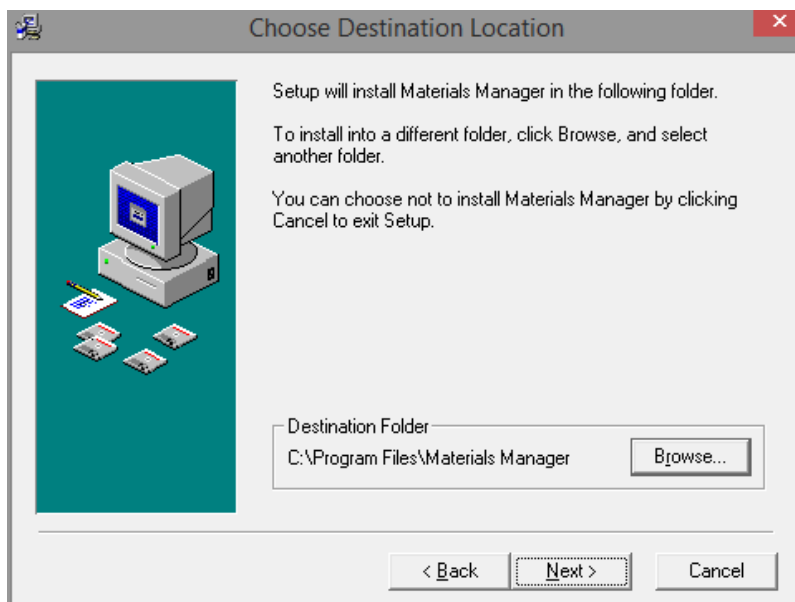 Choose Destination Location
Setup will install Materials Manager in the following folder.
To install into a different folder, click Browse, and select
another folder.
You can choose not to install Materials Manager by clicking
Cancel to exit Setup.
Destination Folder
C:\Program Files\Materials Manager
Browse...
< Back
Next >
Cancel